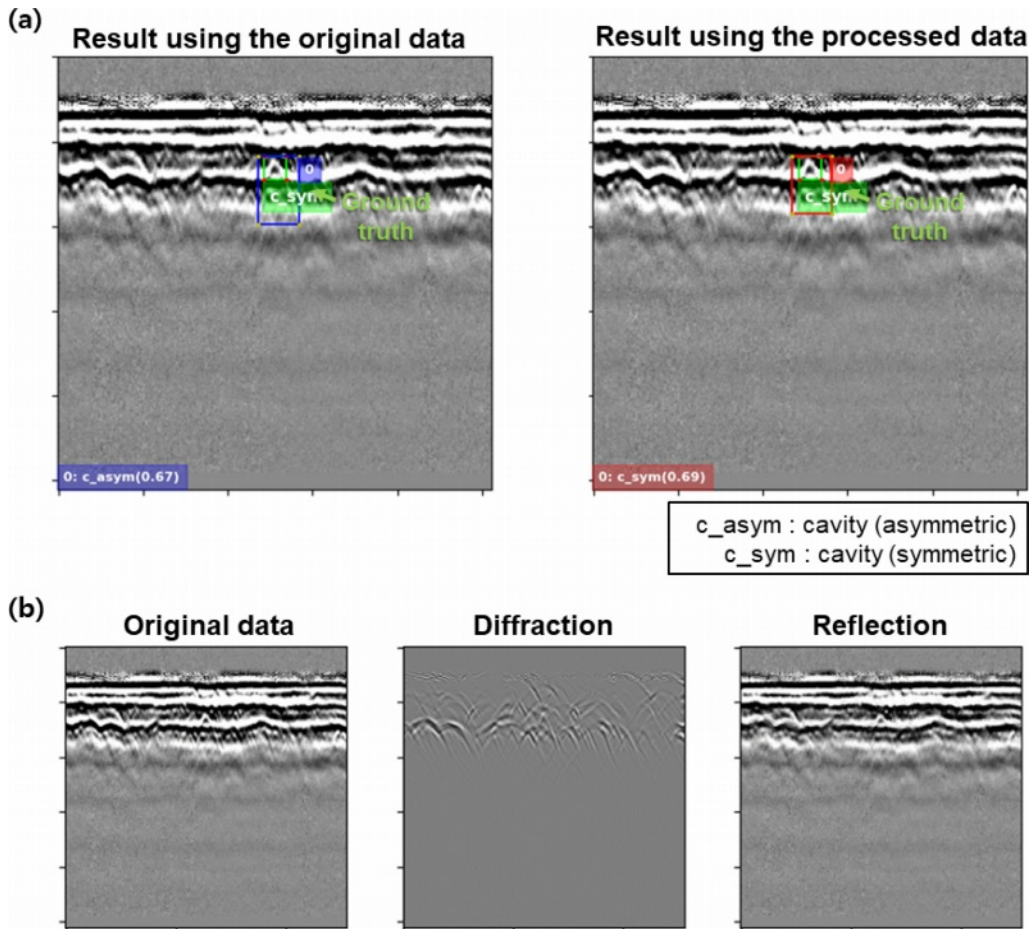 (a)
Result using the original data
Result using the processed data
0
c_sym
Ground
truth
0: c_asym(0.67)
0
c_sym
Ground
truth
0: c_sym(0.69)
c_asym : cavity (asymmetric)
c_sym : cavity (symmetric)
(b)
Original data
Diffraction
Reflection